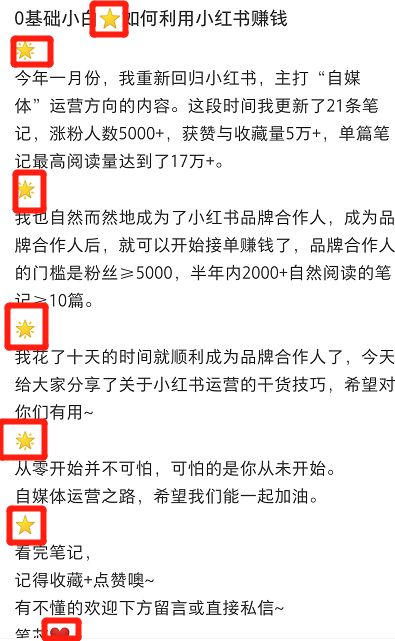 0基础小白⭐如何利用小红书赚钱
🌟
今年一月份，我重新回归小红书，主打“自媒
体”运营方向的内容。这段时间我更新了21条笔
记，涨粉人数5000+，获赞与收藏量5万+，单篇笔
记最高阅读量达到了17万+。
⭐
我也自然而然地成为了小红书品牌合作人，成为品
牌合作人后，就可以开始接单赚钱了，品牌合作人
的门槛是粉丝≥5000，半年内2000+自然阅读的笔
记≥10篇。
🌟
我花了十天的时间就顺利成为品牌合作人了，今天
给大家分享了关于小红书运营的干货技巧，希望对
你们有用~
🌟
从零开始并不可怕，可怕的是你从未开始。
自媒体运营之路，希望我们能一起加油。
⭐
看完笔记，
记得收藏+点赞噢~
有不懂的欢迎下方留言或直接私信~
笔芯❤️